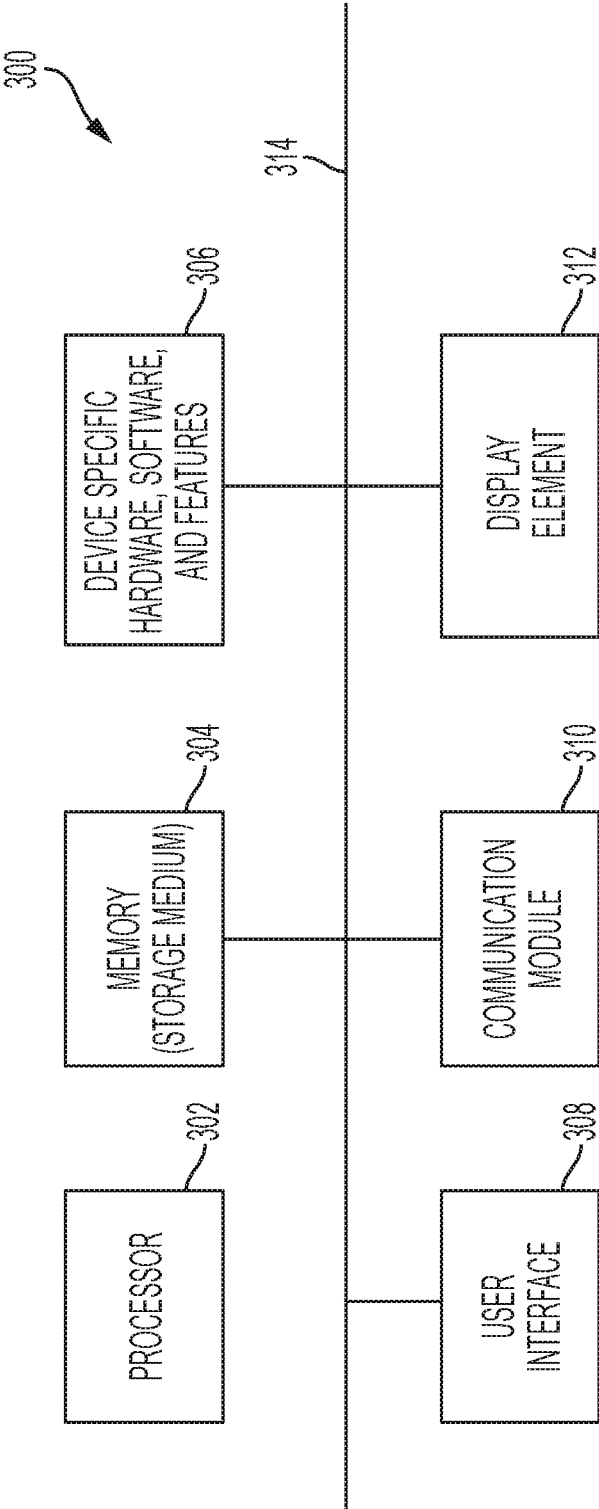 300
PROCESSOR
302
MEMORY
(STORAGE MEDIUM)
304
DEVICE SPECIFIC
HARDWARE, SOFTWARE,
AND FEATURES
306
314
USER
INTERFACE
308
COMMUNICATION
MODULE
310
DISPLAY
ELEMENT
312